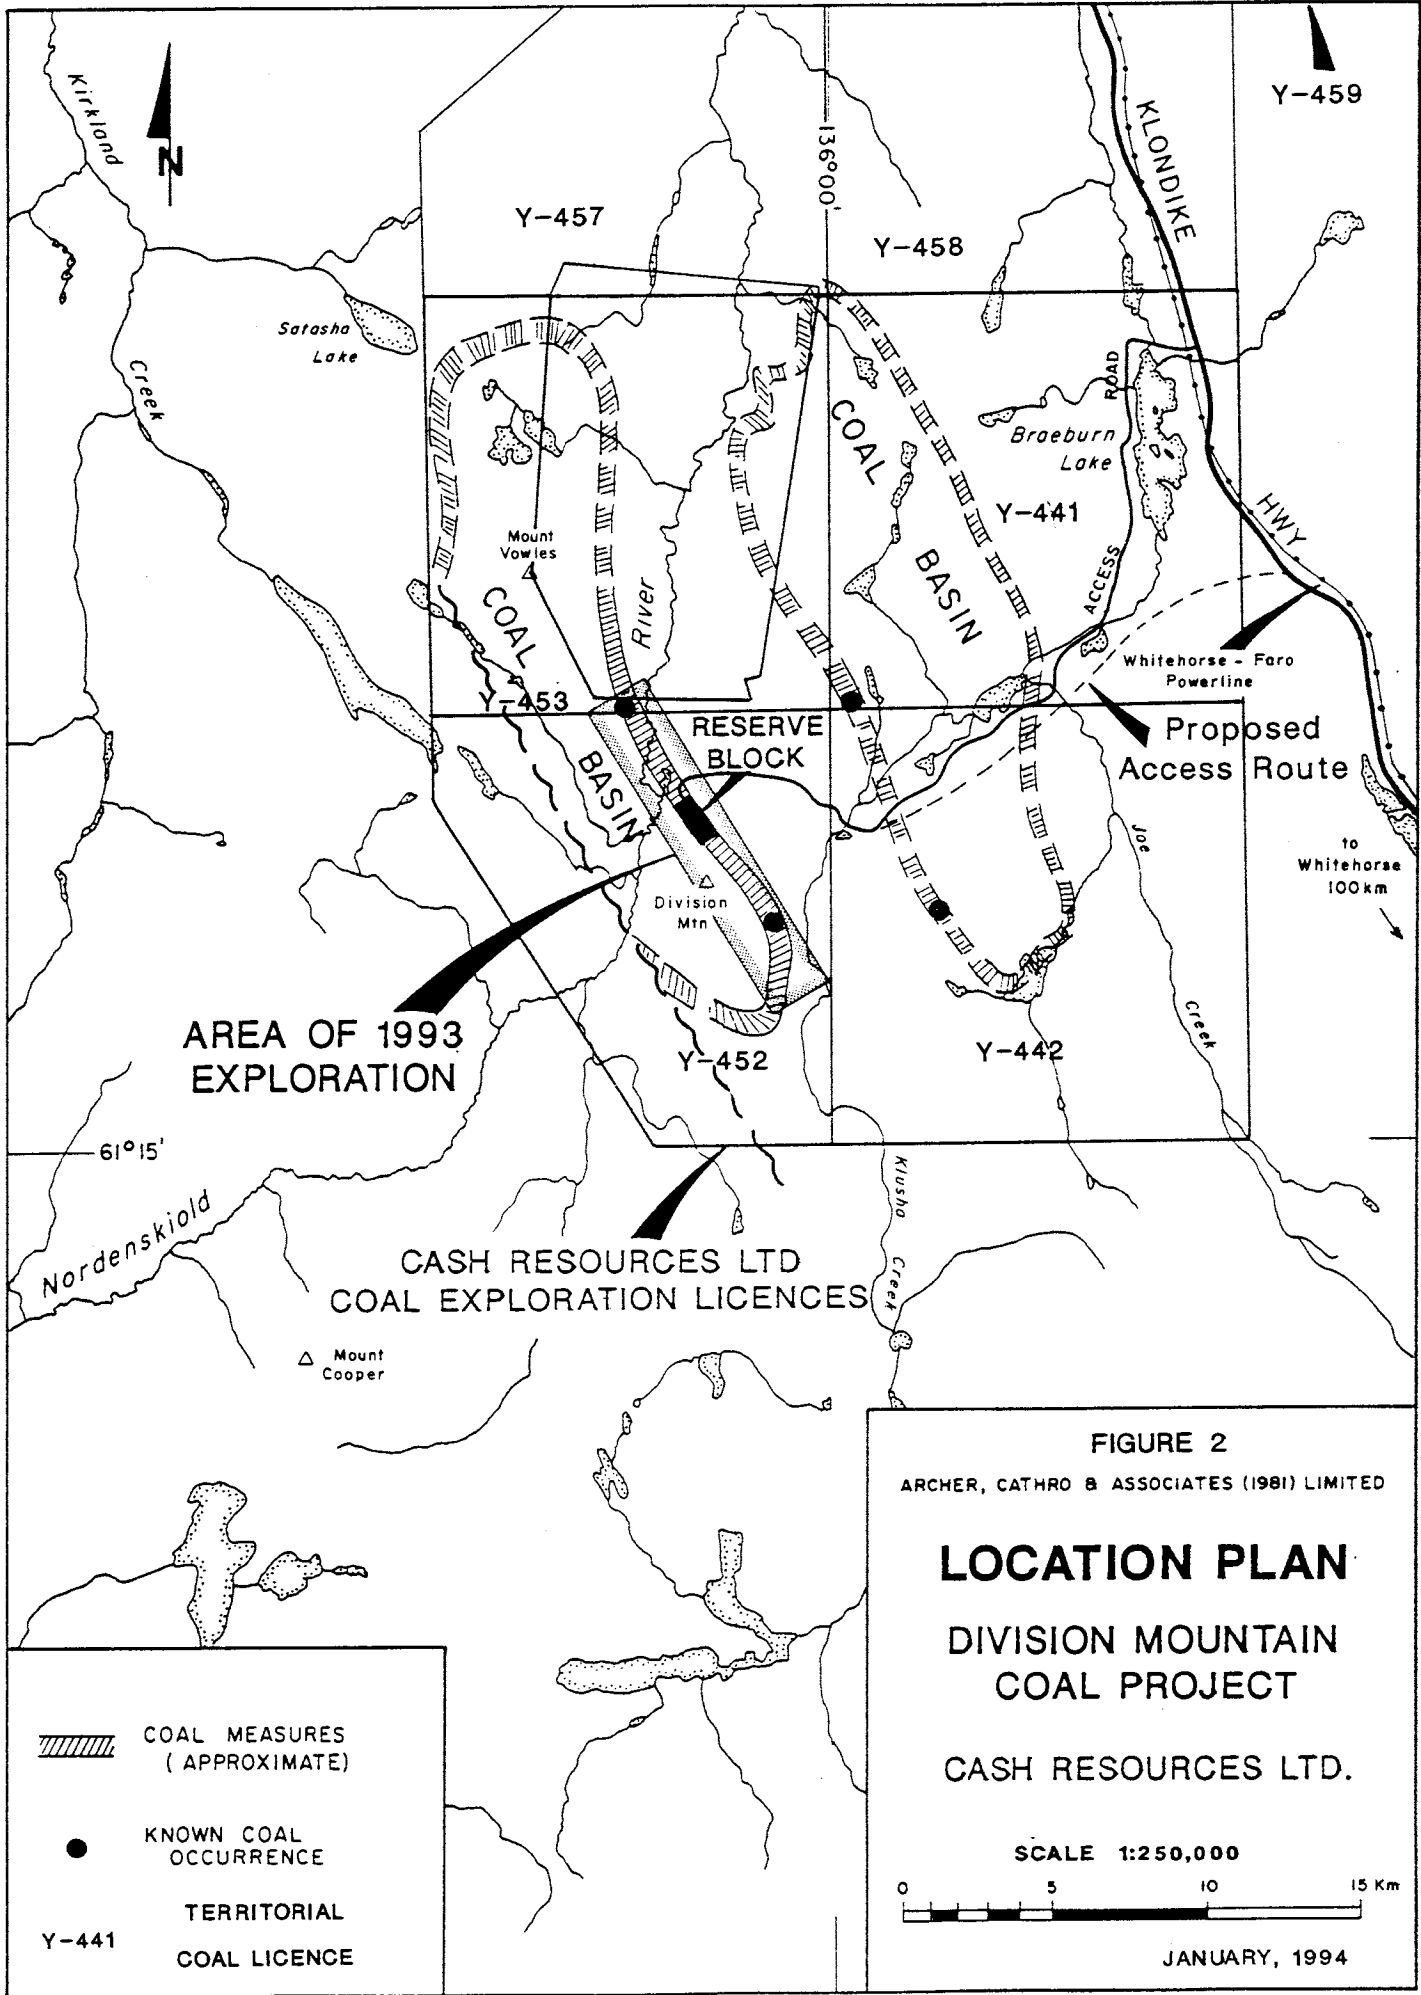 Y-459
Kirkland
N
KLONDIKE
136°00'
Y-457
Y-458
Satasha
Lake
Creek
ROAD
COAL
Braeburn
Lake
Y-441
HWY
Mount
Vowles
BASIN
ACCESS
River
COAL
Whitehorse - Faro
Powerline
Y-453
RESERVE
BLOCK
Proposed
Access Route
BASIN
Joe
to
Whitehorse
100km
Division
Mtn
Creek
AREA OF 1993
EXPLORATION
Y-452
Y-442
61°15'
Klusha
Nordenskiold
Creek
CASH RESOURCES LTD
COAL EXPLORATION LICENCES
Mount
Cooper
FIGURE 2
ARCHER, CATHRO & ASSOCIATES (1981) LIMITED
LOCATION PLAN
DIVISION MOUNTAIN
COAL PROJECT
CASH RESOURCES LTD.
SCALE 1:250,000
0 5 10 15 Km
JANUARY, 1994
COAL MEASURES
(APPROXIMATE)
KNOWN COAL
OCCURRENCE
Y-441
TERRITORIAL
COAL LICENCE